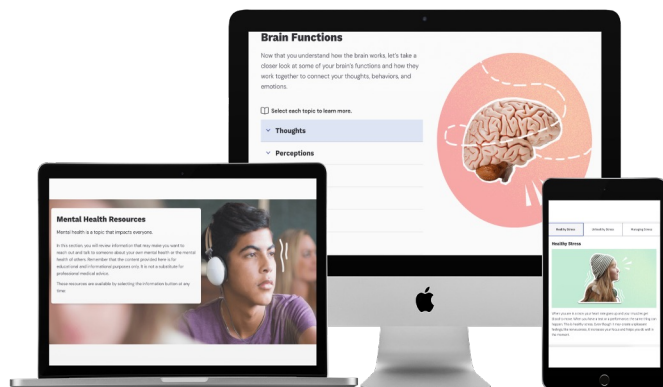 Brain Functions
Now that you understand how the brain works, let's take a
closer look at some of your brain's functions and how they
work together to connect your thoughts, behaviors, and
emotions.
Select each topic to learn more.
Thoughts
Perceptions
Mental Health Resources
Mental health is a topic that impacts everyone.
In this section, you will review information that may make you want to
reach out and talk to someone about your own mental health or the mental
health of others. Remember that the content provided here is for
educational and informational purposes only. It is not a substitute for
professional medical advice.
These resources are available by selecting the information button at any
time.
Healthy Stress
Unhealthy Stress
Managing Stress
Healthy Stress